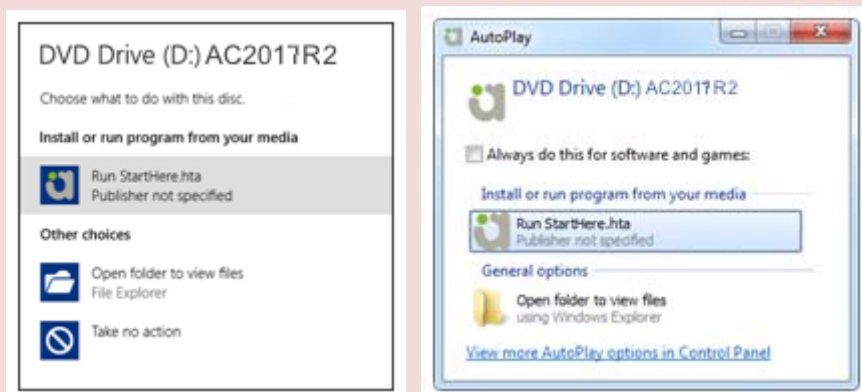 DVD Drive (D:) AC2017R2
Choose what to do with this disc.
Install or run program from your media
Run StartHere.hta
Publisher not specified
Other choices
Open folder to view files
File Explorer
Take no action
AutoPlay
DVD Drive (D:) AC2017R2
Always do this for software and games:
Install or run program from your media
Run StartHere.hta
Publisher not specified
General options
Open folder to view files
using Windows Explorer
View more AutoPlay options in Control Panel